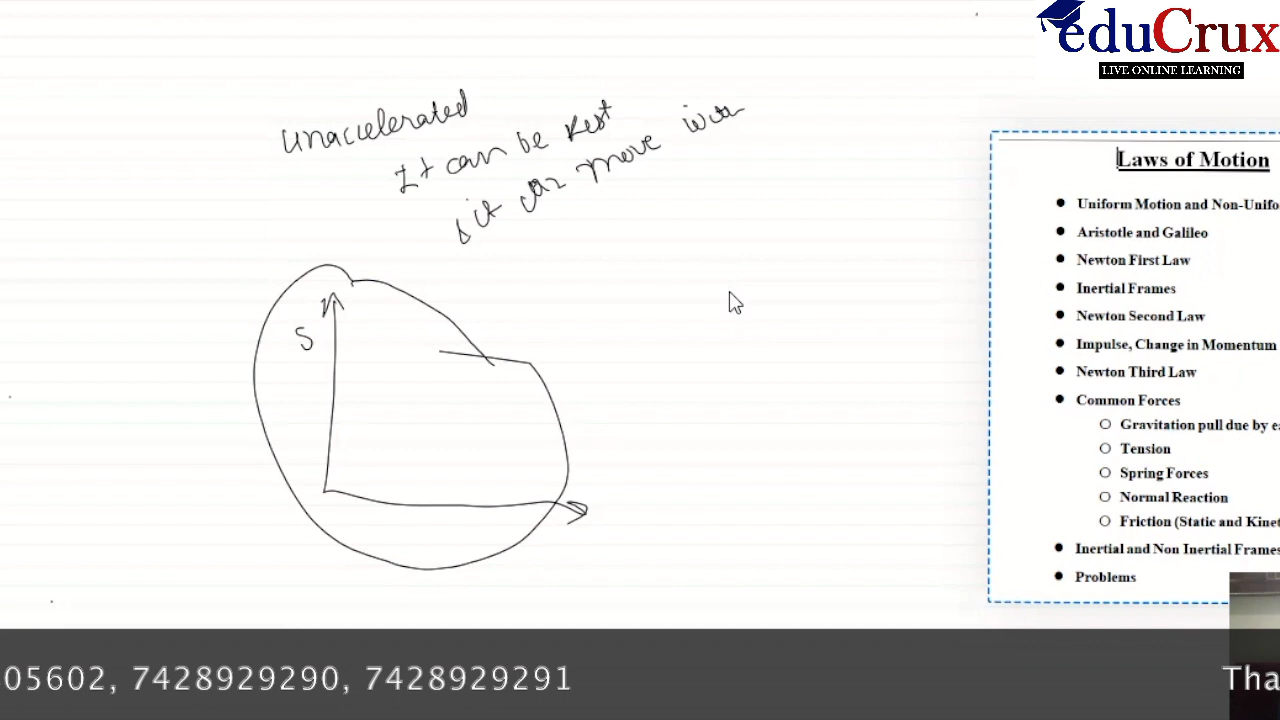 eduCrux
LIVE ONLINE LEARNING
Unaccelerated
It can be rest
it can move with
S
Laws of Motion
Uniform Motion and Non-Unifo
Aristotle and Galileo
Newton First Law
Inertial Frames
Newton Second Law
Impulse, Change in Momentum
Newton Third Law
Common Forces
Gravitation pull due by e
Tension
Spring Forces
Normal Reaction
Friction (Static and Kinet
Inertial and Non Inertial Frames
Problems
05602, 7428929290, 7428929291
Tha